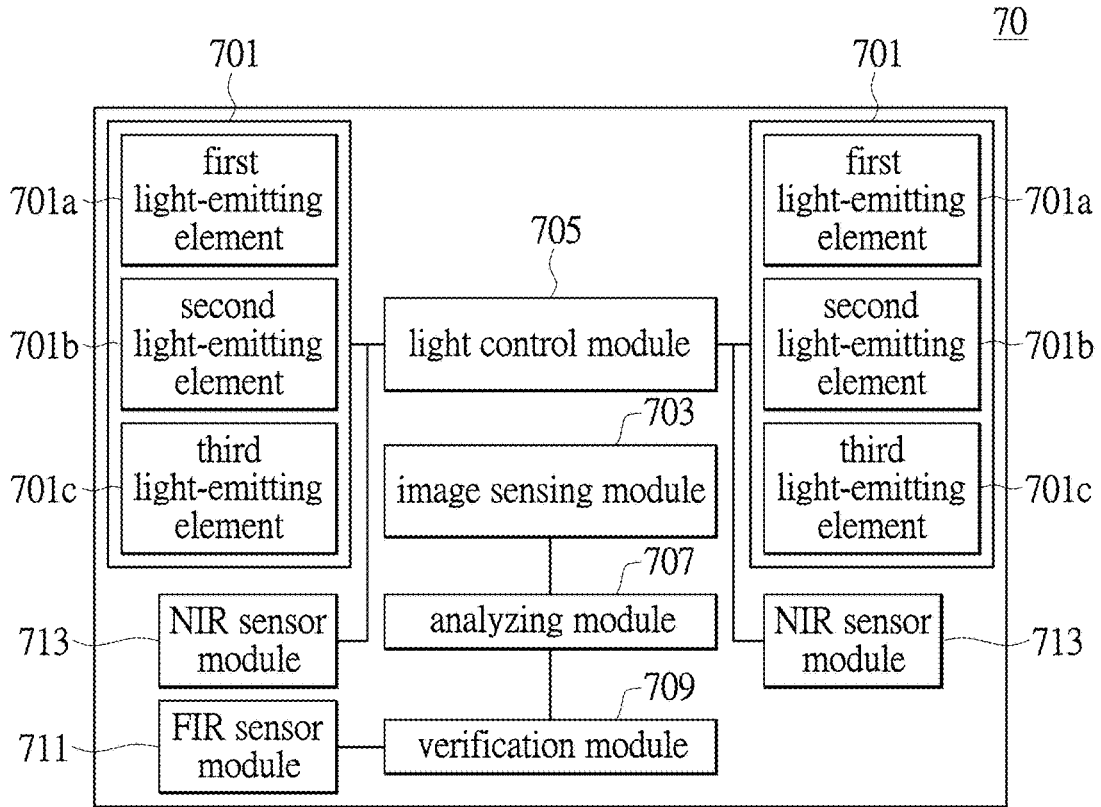 70
701
701
first
light-emitting
element
701a
first
light-emitting
element
701a
705
second
light-emitting
element
701b
light control module
second
light-emitting
element
701b
703
third
light-emitting
element
701c
image sensing module
third
light-emitting
element
701c
707
NIR sensor
module
713
analyzing module
NIR sensor
module
713
709
FIR sensor
module
711
verification module